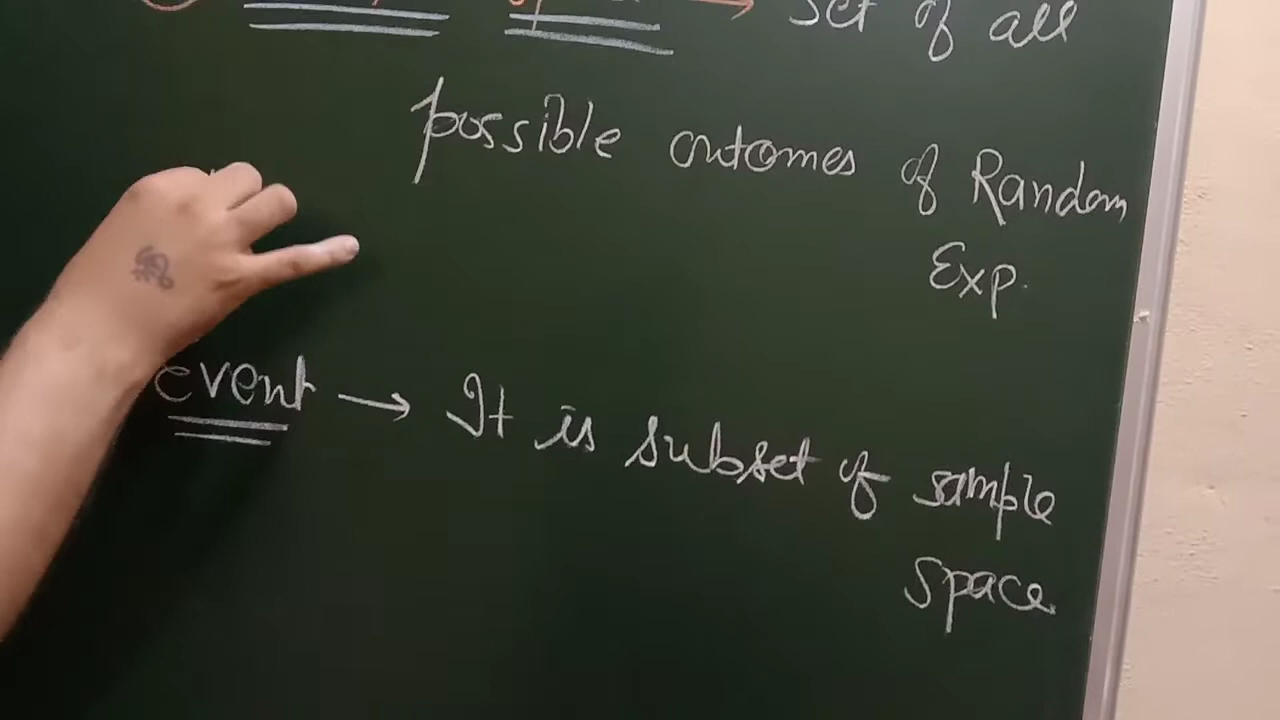 → set of all
possible outcomes of Random
Exp.
event → It is subset of sample
space